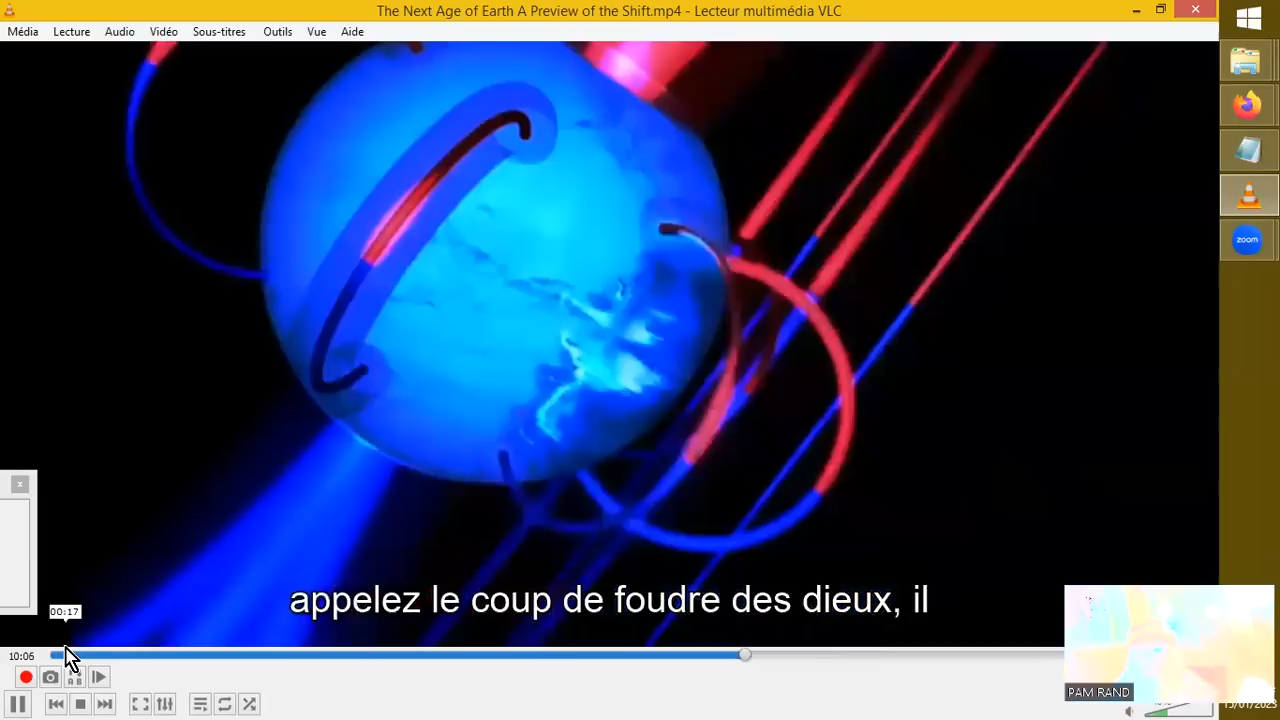 The Next Age of Earth A Preview of the Shift.mp4 - Lecteur multimédia VLC
Média Lecture Audio Vidéo Sous-titres Outils Vue Aide
zoom
appelez le coup de foudre des dieux, il
00:17
10:06
A B
PAM RAND